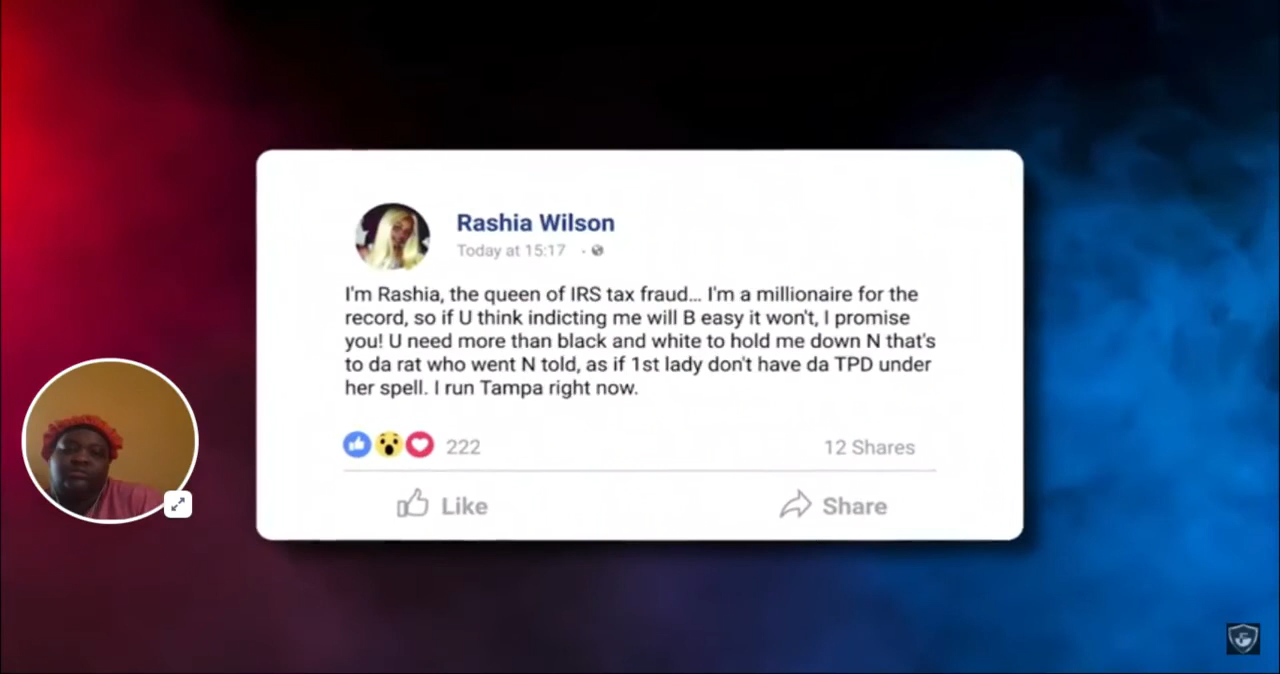 Rashia Wilson
Today at 15:17
I'm Rashia, the queen of IRS tax fraud... I'm a millionaire for the
record, so if U think indicting me will B easy it won't, I promise
you! U need more than black and white to hold me down N that's
to da rat who went N told, as if 1st lady don't have da TPD under
her spell. I run Tampa right now.
222
12 Shares
Like
Share